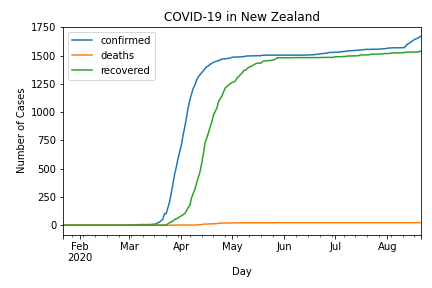 COVID-19 in New Zealand
1750
1500
1250
1000
750
500
250
0
Number of Cases
confirmed
deaths
recovered
Feb Mar Apr May Jun Jul Aug
2020
Day